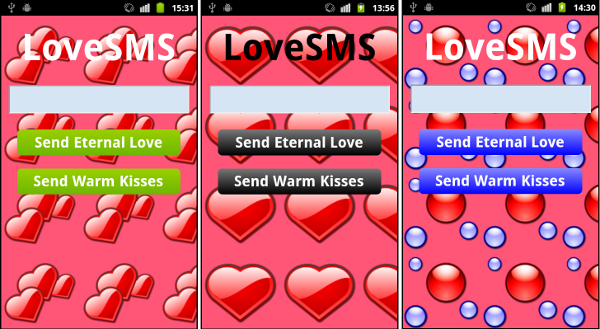 15:31
LoveSMS
Send Eternal Love
Send Warm Kisses
13:56
LoveSMS
Send Eternal Love
Send Warm Kisses
14:30
LoveSMS
Send Eternal Love
Send Warm Kisses